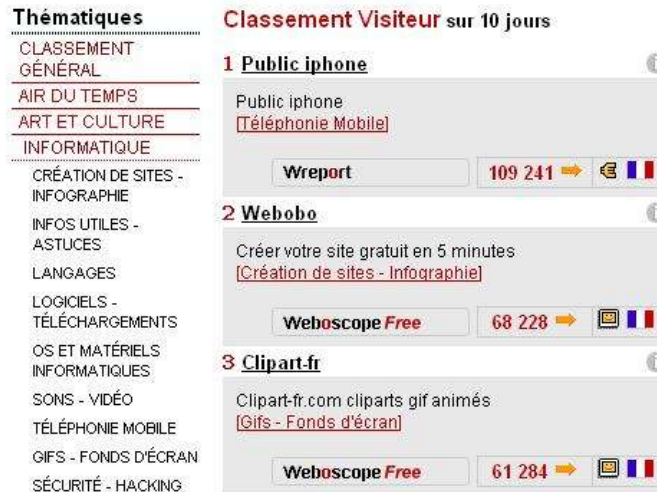 Thématiques
CLASSEMENT
GÉNÉRAL
AIR DU TEMPS
ART ET CULTURE
INFORMATIQUE
CRÉATION DE SITES -
INFOGRAPHIE
INFOS UTILES -
ASTUCES
LANGAGES
LOGICIELS -
TÉLÉCHARGEMENTS
OS ET MATÉRIELS
INFORMATIQUES
SONS - VIDÉO
TÉLÉPHONIE MOBILE
GIFS - FONDS D'ÉCRAN
SÉCURITÉ - HACKING
Classement Visiteur sur 10 jours
1 Public iphone
Public iphone
[Téléphonie Mobile]
Wreport 109 241
2 Webobo
Créer votre site gratuit en 5 minutes
[Création de sites - Infographie]
Weboscope Free 68 228
3 Clipart-fr
Clipart-fr.com cliparts gif animés
[Gifs - Fonds d'écran]
Weboscope Free 61 284